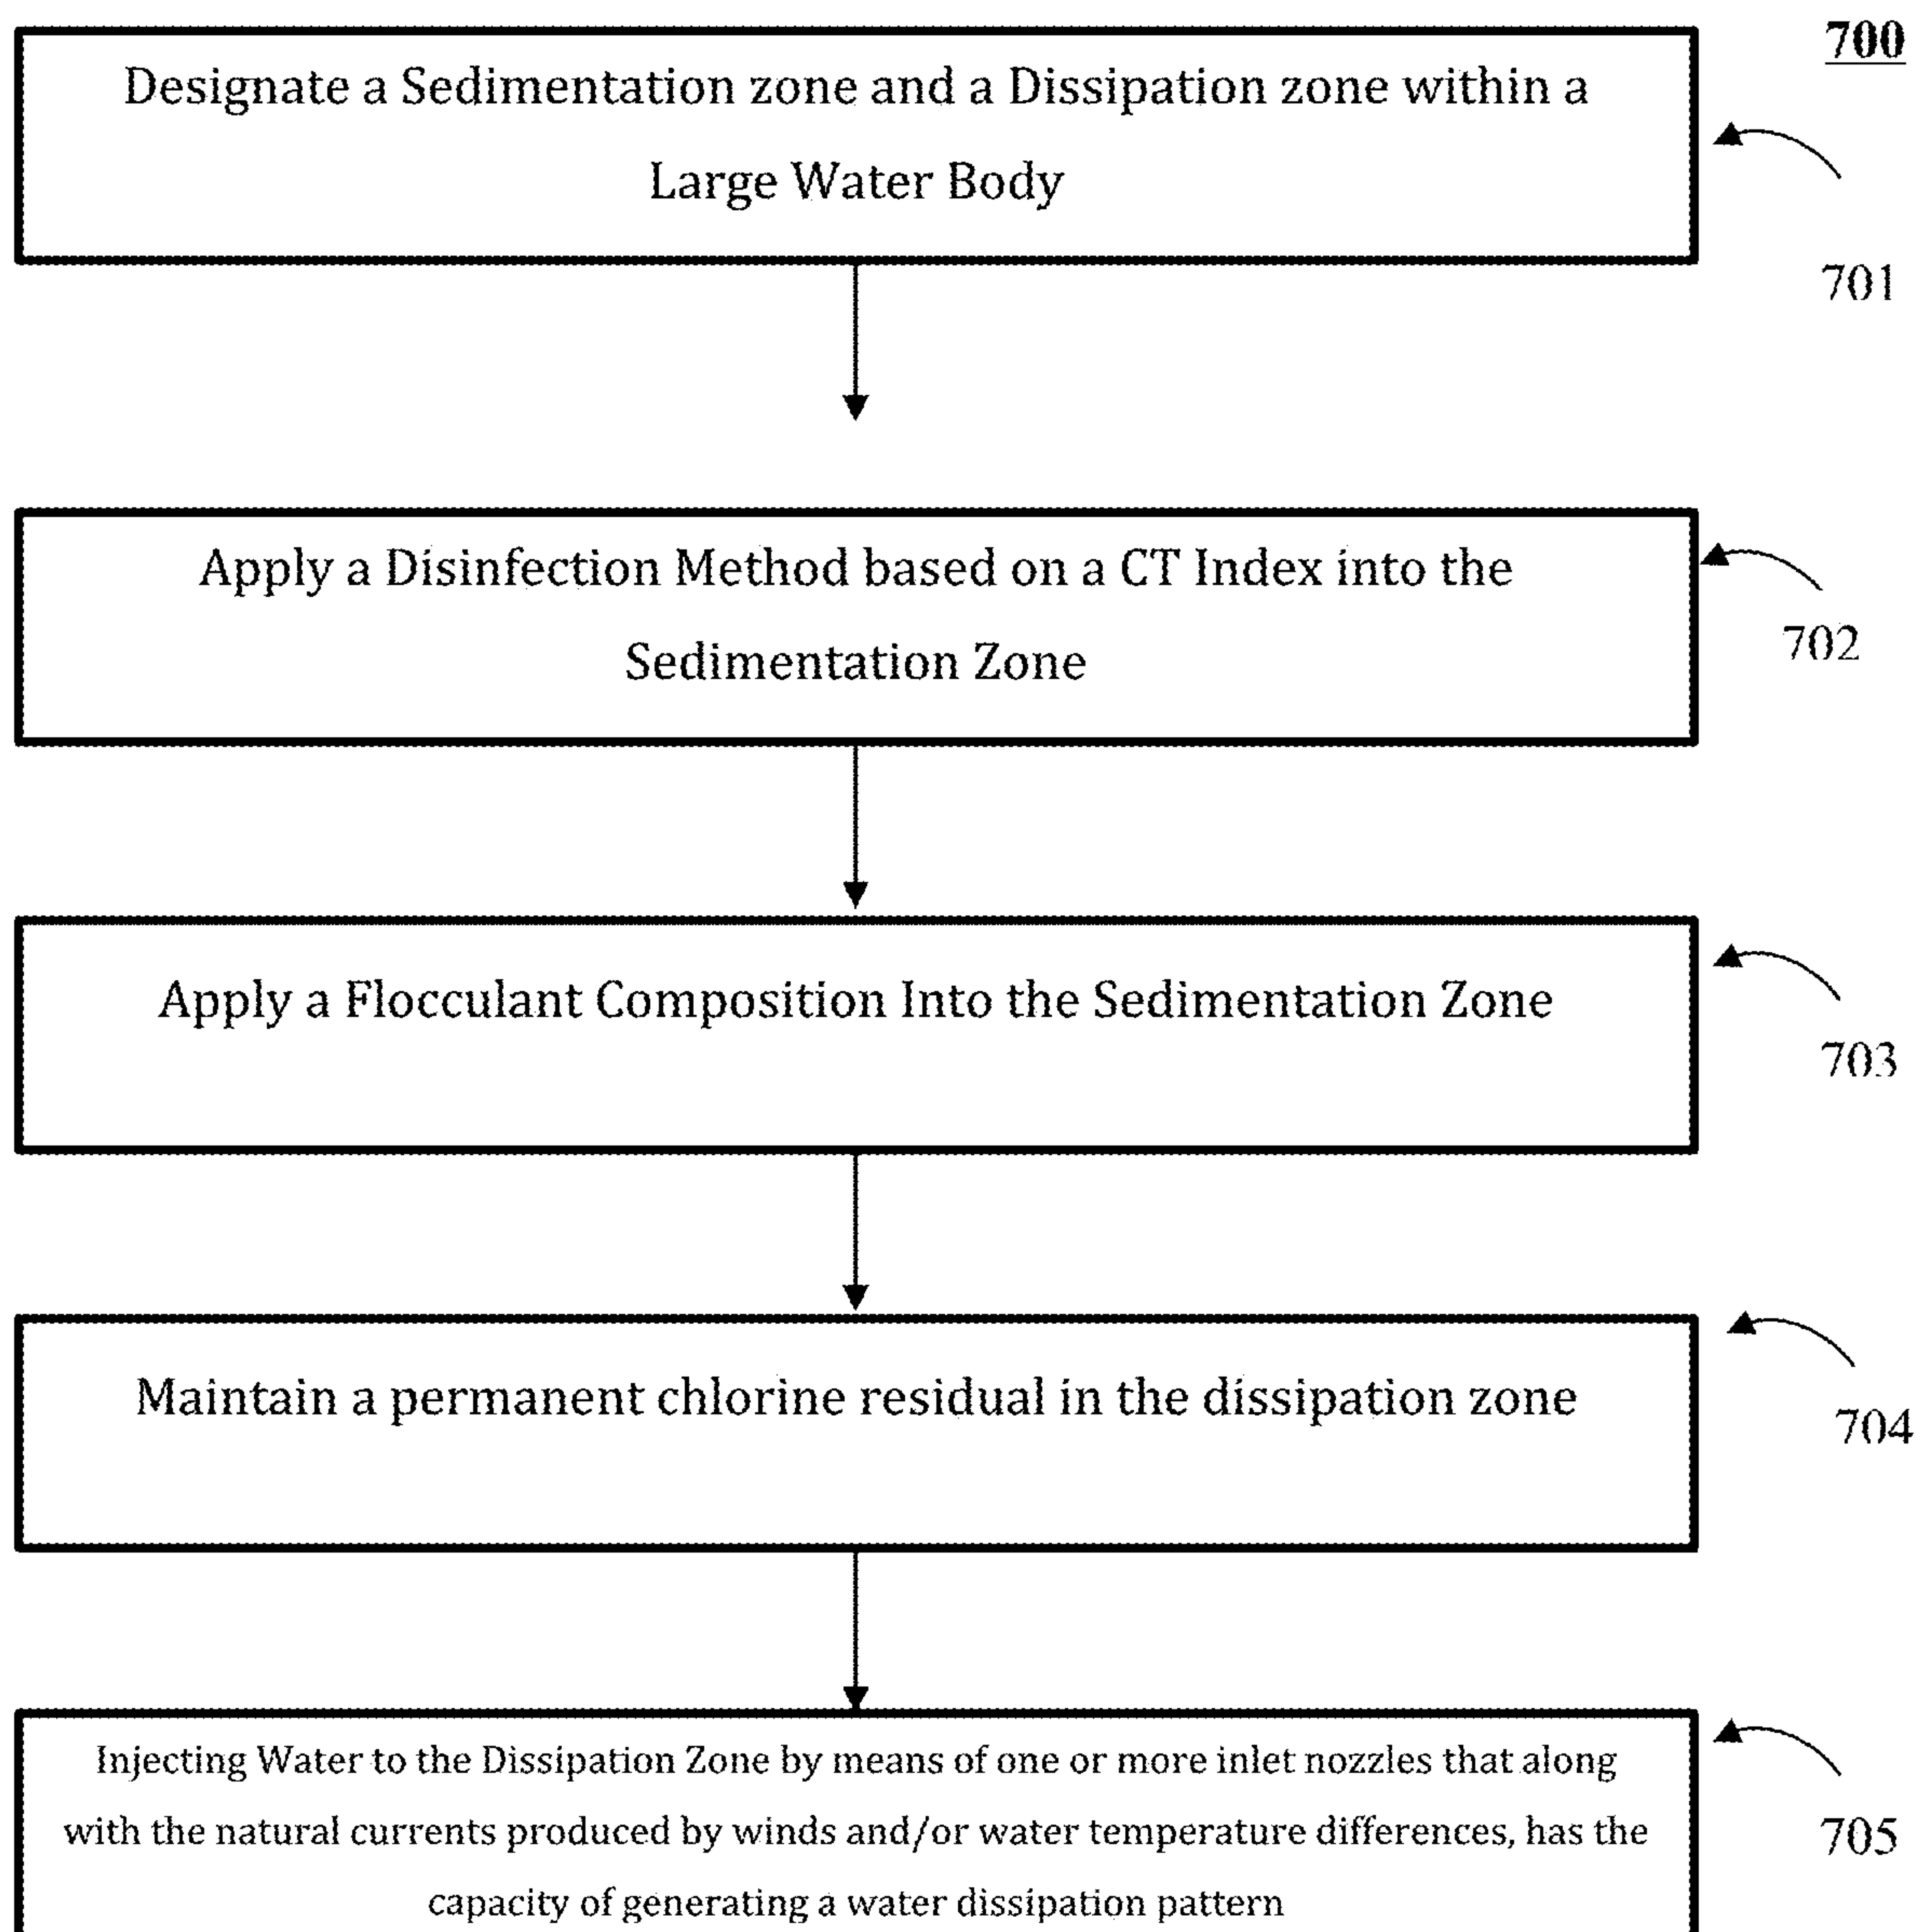 700
Designate a Sedimentation zone and a Dissipation zone within a
Large Water Body
701
Apply a Disinfection Method based on a CT Index into the
Sedimentation Zone
702
Apply a Flocculant Composition Into the Sedimentation Zone
703
Maintain a permanent chlorine residual in the dissipation zone
704
Injecting Water to the Dissipation Zone by means of one or more inlet nozzles that along
with the natural currents produced by winds and/or water temperature differences, has the
capacity of generating a water dissipation pattern
705